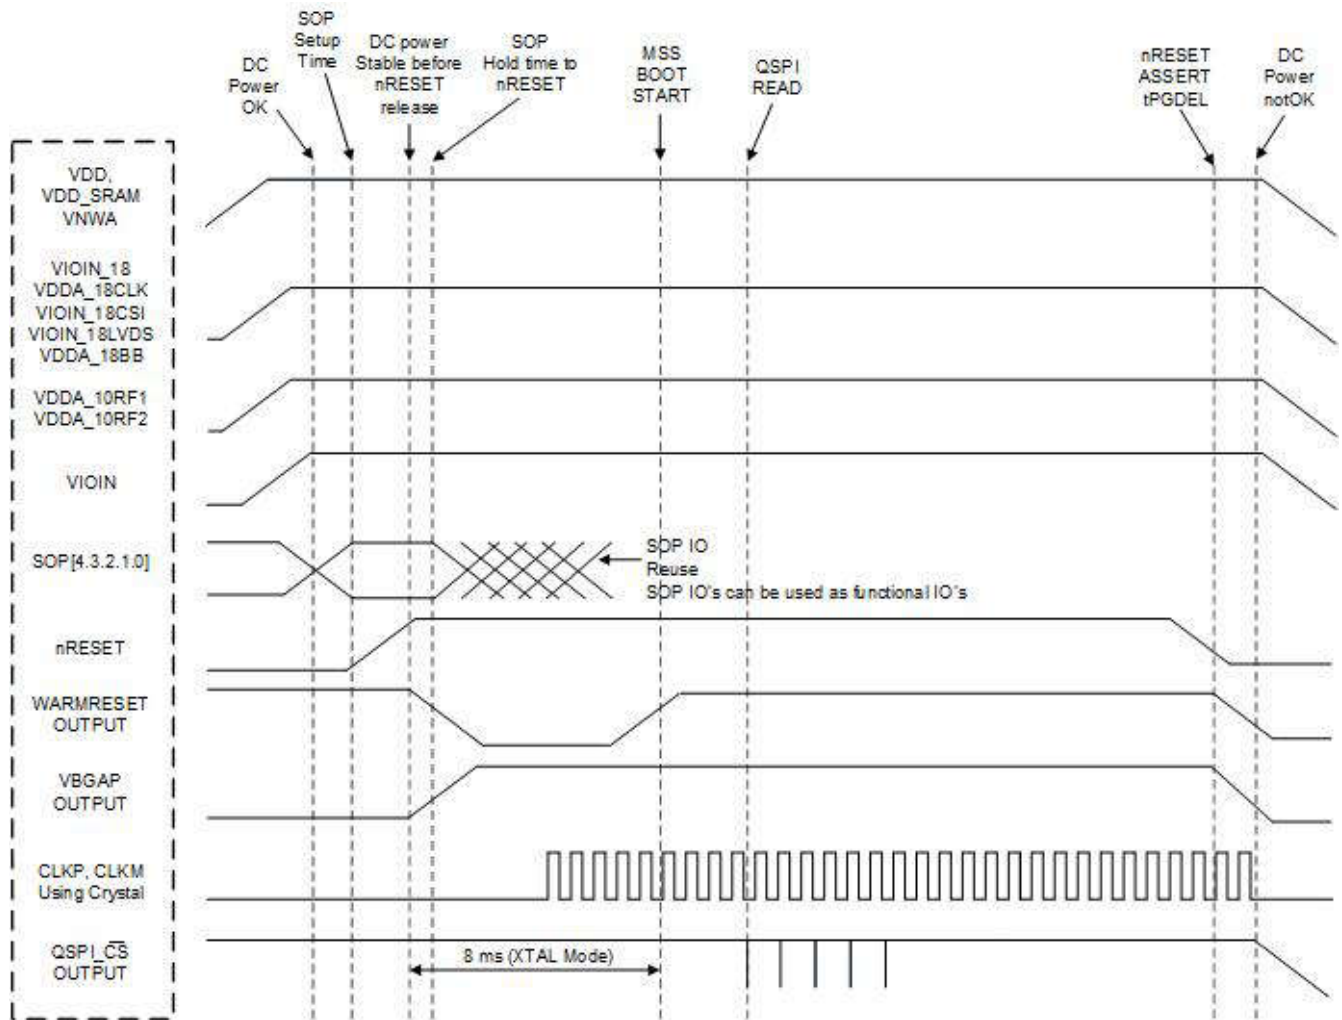 SOP
Setup
Time
DC
Power
OK
DC power
Stable before
nRESET
release
SOP
Hold time to
nRESET
MSS
BOOT
START
QSPI
READ
nRESET
ASSERT
tPGDEL
DC
Power
notOK
VDD,
VDD_SRAM
VNWA
VIOIN_18
VDDA_18CLK
VIOIN_18CSI
VIOIN_18LVDS
VDDA_18BB
VDDA_10RF1
VDDA_10RF2
VIOIN
SOP[4.3.2.1.0]
SOP IO
Reuse
SOP IO's can be used as functional IO's
nRESET
WARMRESET
OUTPUT
VBGAP
OUTPUT
CLKP, CLKM
Using Crystal
QSPI_CS
OUTPUT
8 ms (XTAL Mode)